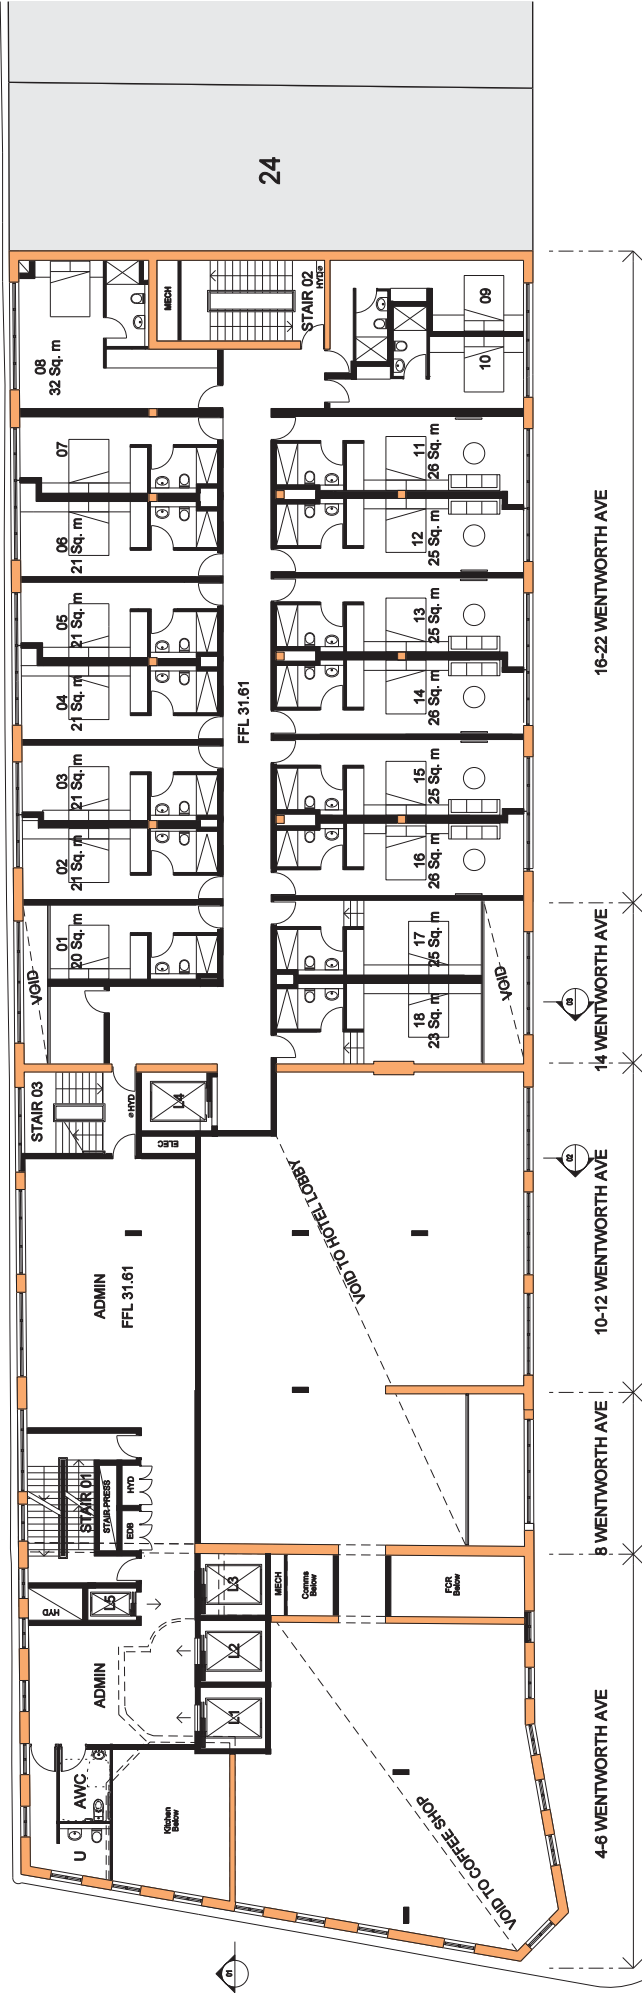 24
MECH
STAIR 02
HYD
08
32 Sq. m
09
10
07
06
21 Sq. m
11
26 Sq. m
12
25 Sq. m
05
21 Sq. m
04
21 Sq. m
13
25 Sq. m
14
26 Sq. m
FFL 31.61
03
21 Sq. m
02
21 Sq. m
15
25 Sq. m
16
26 Sq. m
01
20 Sq. m
17
25 Sq. m
18
23 Sq. m
VOID
VOID
16-22 WENTWORTH AVE
14 WENTWORTH AVE
03
STAIR 03
HYD
L4
ELEC
VOID TO HOTEL LOBBY
02
10-12 WENTWORTH AVE
ADMIN
FFL 31.61
8 WENTWORTH AVE
STAIR 01
STAIR-PRESS
HYD
EDB
HYD
L5
L3
MECH
Comms
Below
FCR
Below
L2
L1
ADMIN
AWC
U
Kitchen
Below
VOID TO COFFEE SHOP
4-6 WENTWORTH AVE
01